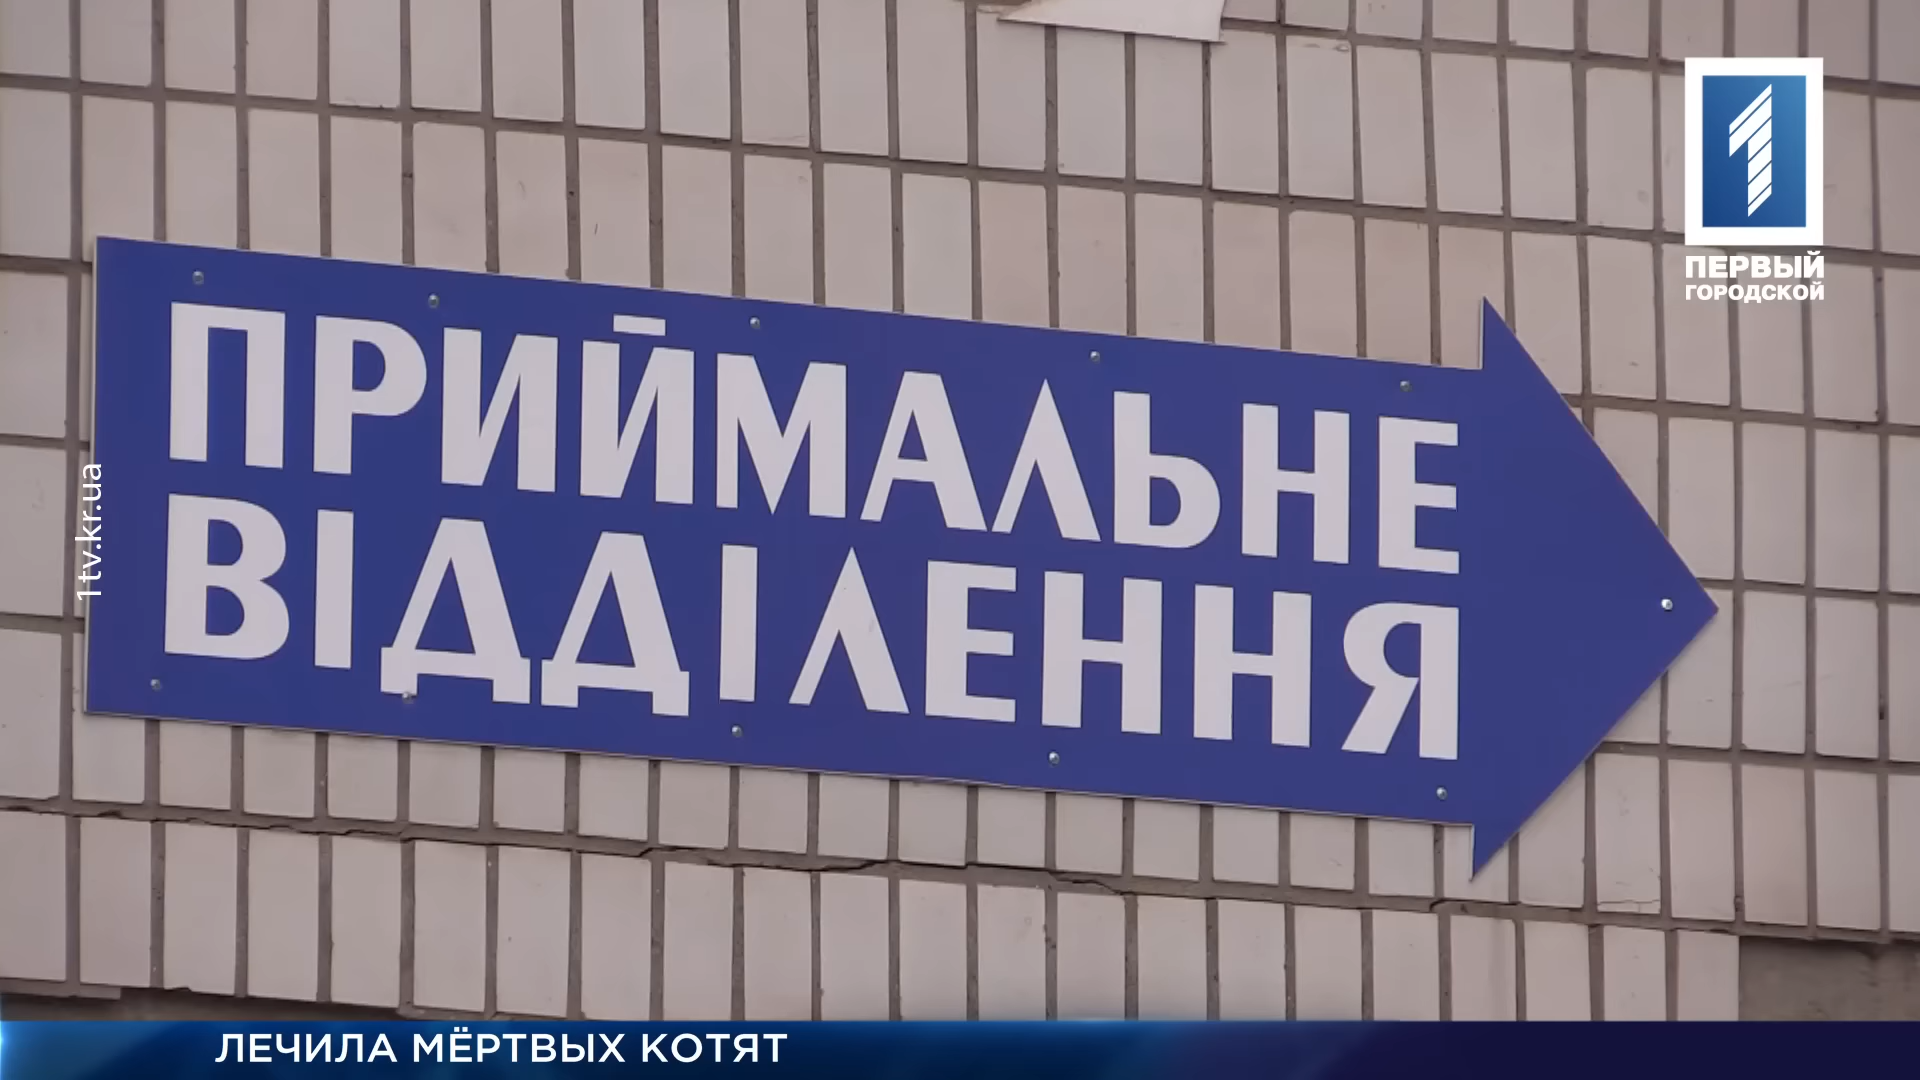 ПЕРВЫЙ
ГОРОДСКОЙ
ПРИЙМАЛЬНЕ
ВІДДІЛЕННЯ
1tv.kr.ua
ЛЕЧИЛА МЁРТВЫХ КОТЯТ